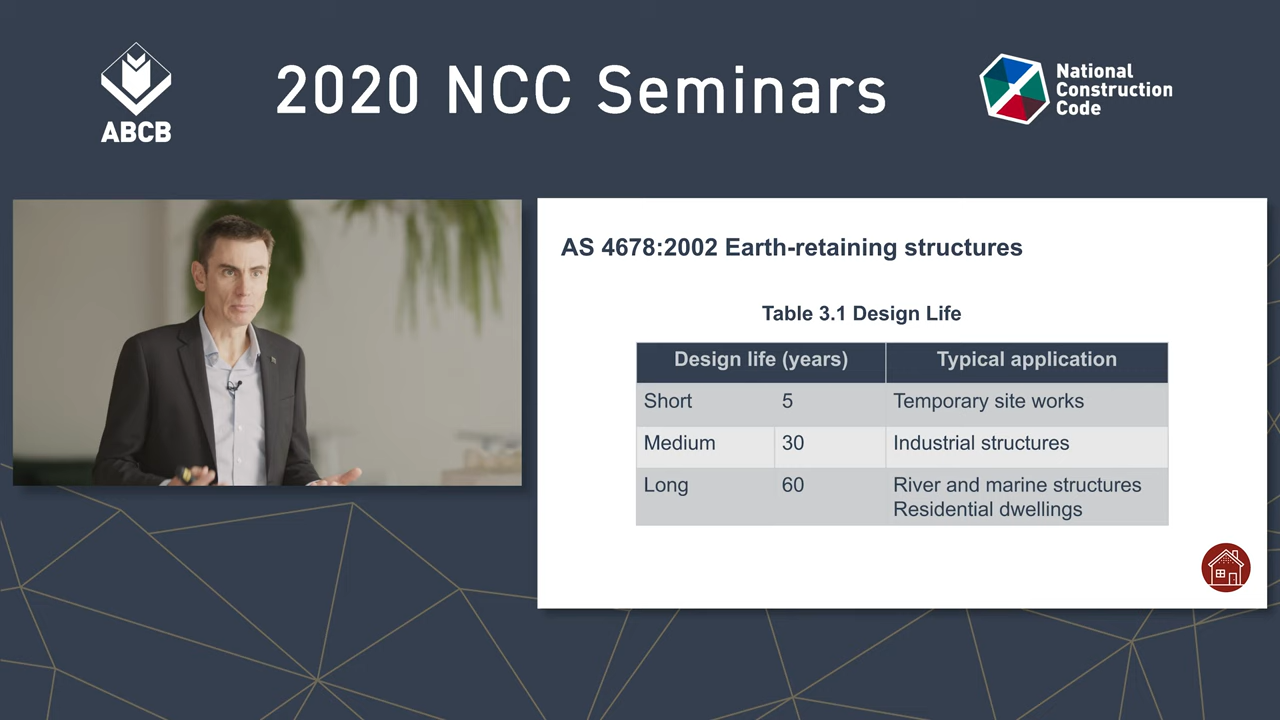 ABCB
2020 NCC Seminars
National
Construction
Code
AS 4678:2002 Earth-retaining structures
Table 3.1 Design Life
Design life (years) Typical application
Short 5 Temporary site works
Medium 30 Industrial structures
Long 60 River and marine structures
Residential dwellings